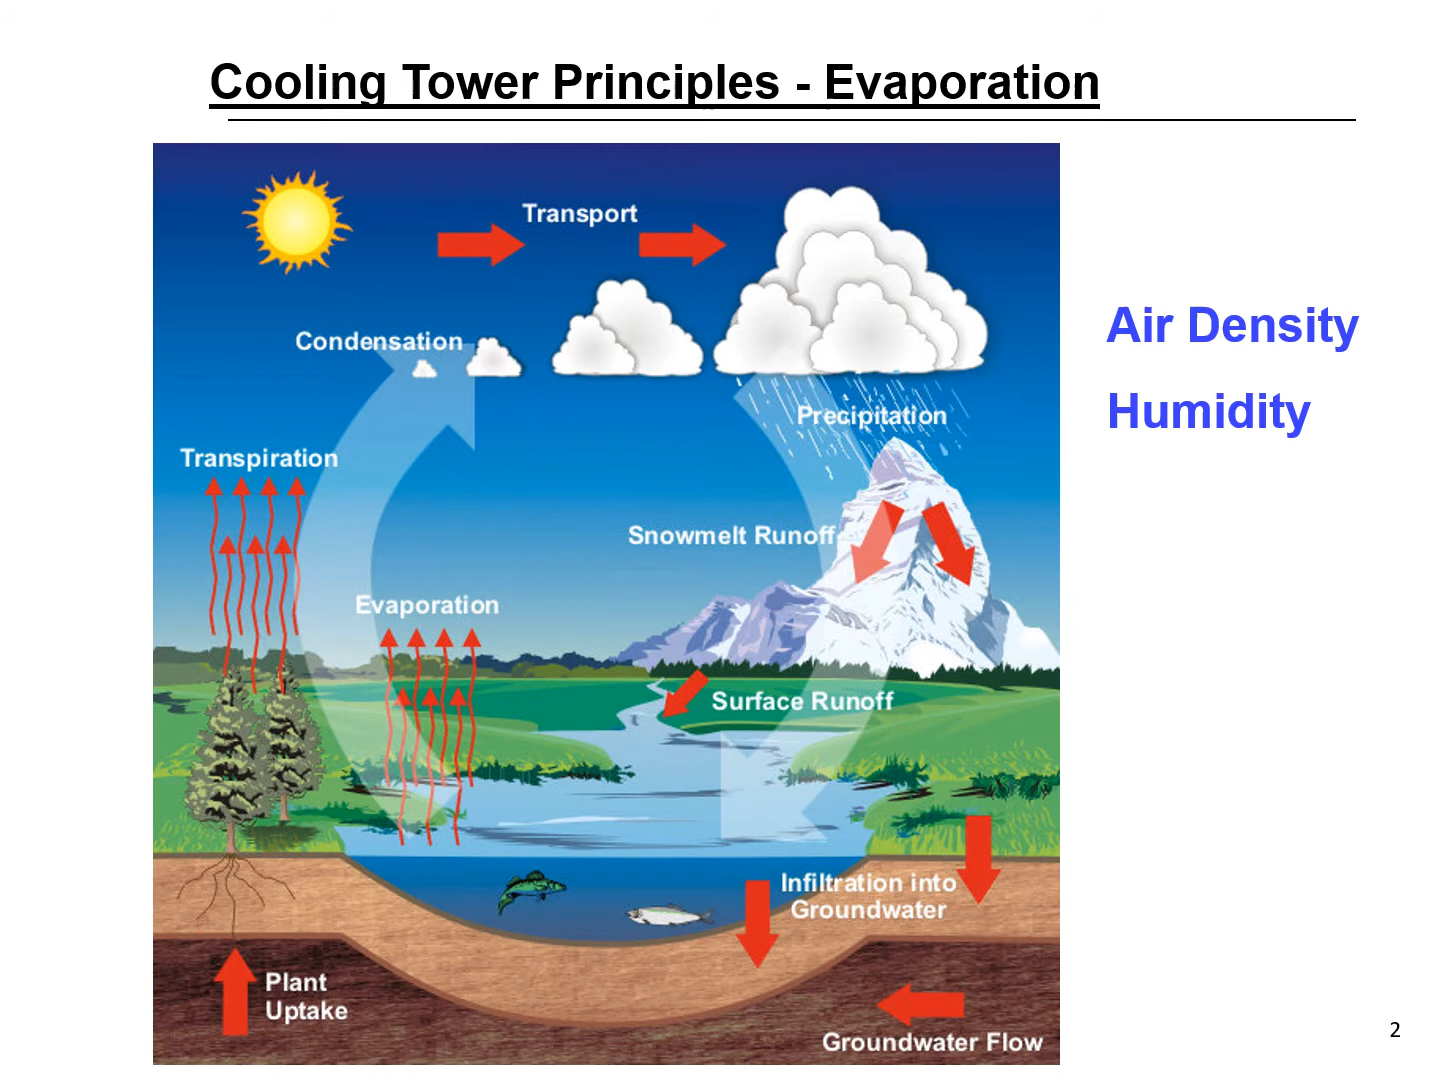 Cooling Tower Principles - Evaporation
Transport
Condensation
Precipitation
Transpiration
Snowmelt Runoff
Evaporation
Surface Runoff
Infiltration into
Groundwater
Plant
Uptake
Groundwater Flow
Air Density
Humidity
2